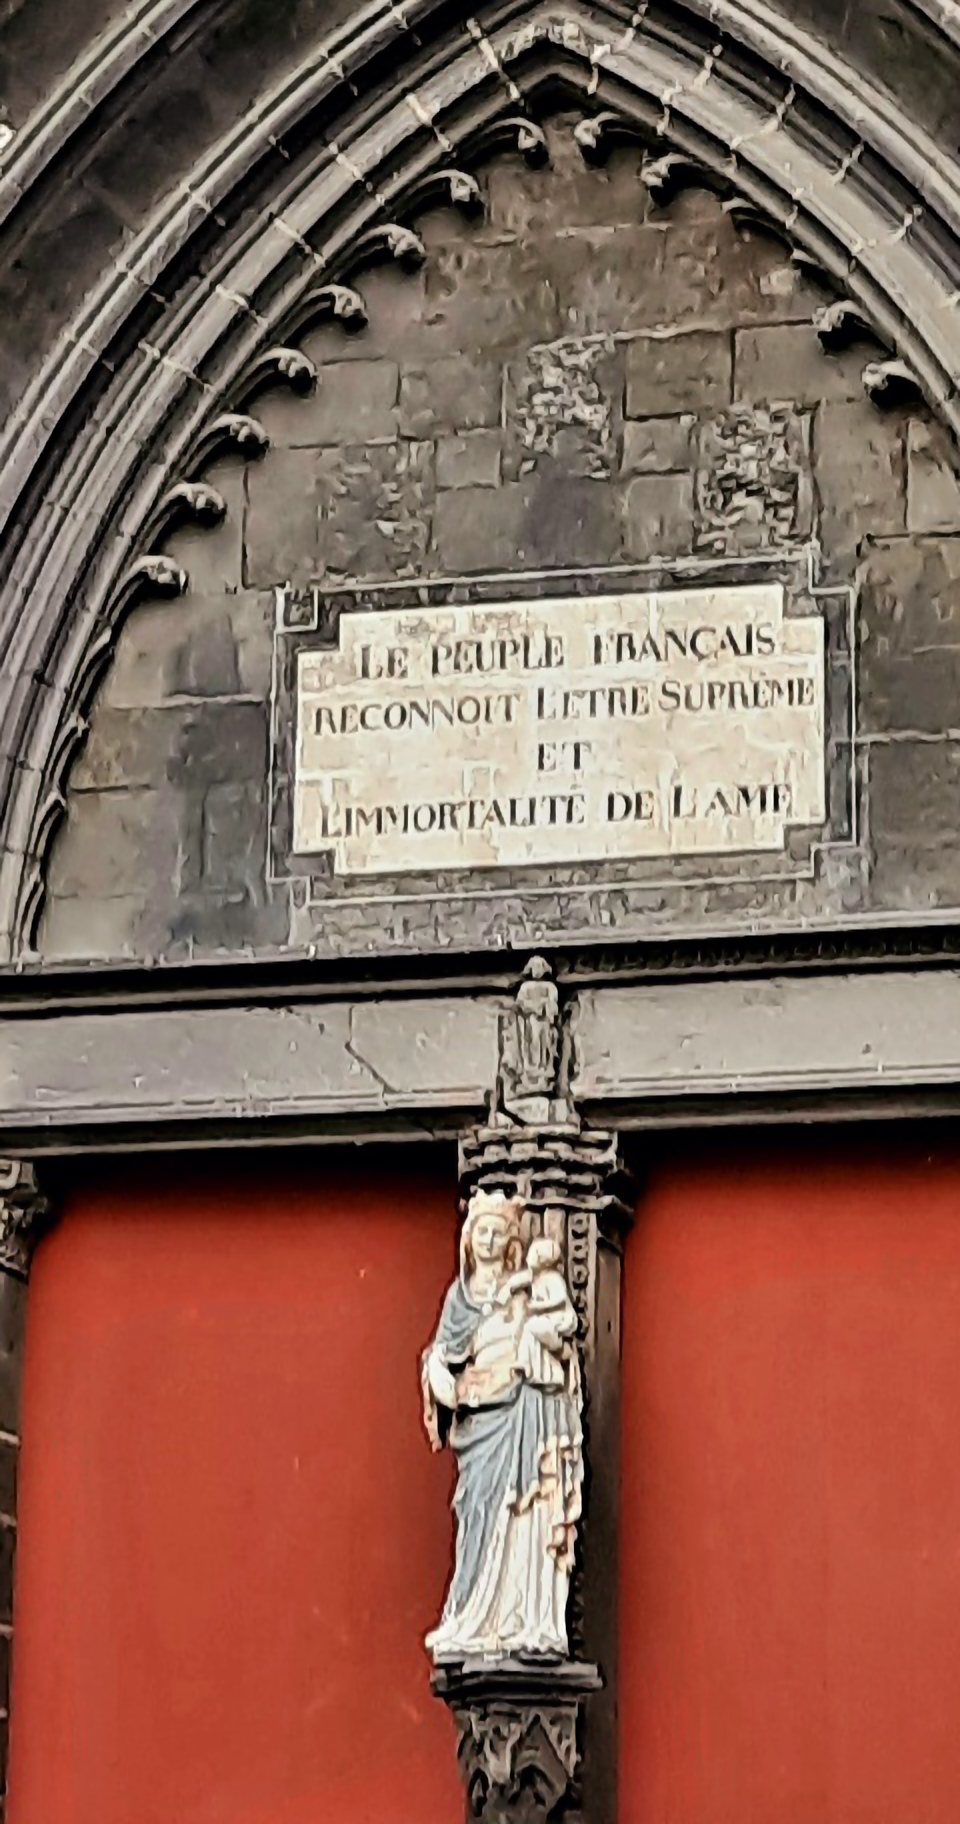 LE PEUPLE FRANÇAIS
RECONNOIT L'ETRE SUPRÊME
ET
L'IMMORTALITÉ DE L'AME